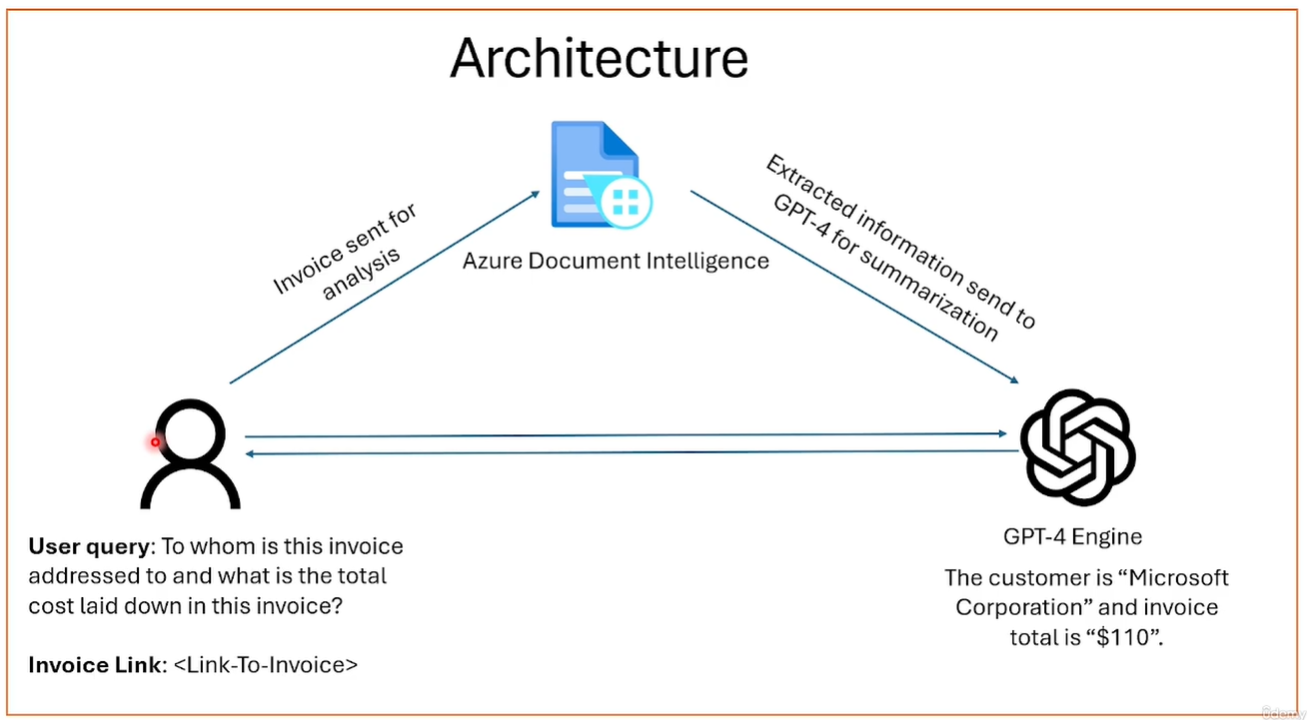 Architecture
Invoice sent for
analysis
Azure Document Intelligence
Extracted information send to
GPT-4 for summarization
User query: To whom is this invoice
addressed to and what is the total
cost laid down in this invoice?
Invoice Link: <Link-To-Invoice>
GPT-4 Engine
The customer is “Microsoft
Corporation” and invoice
total is “$110”.
ûdemy